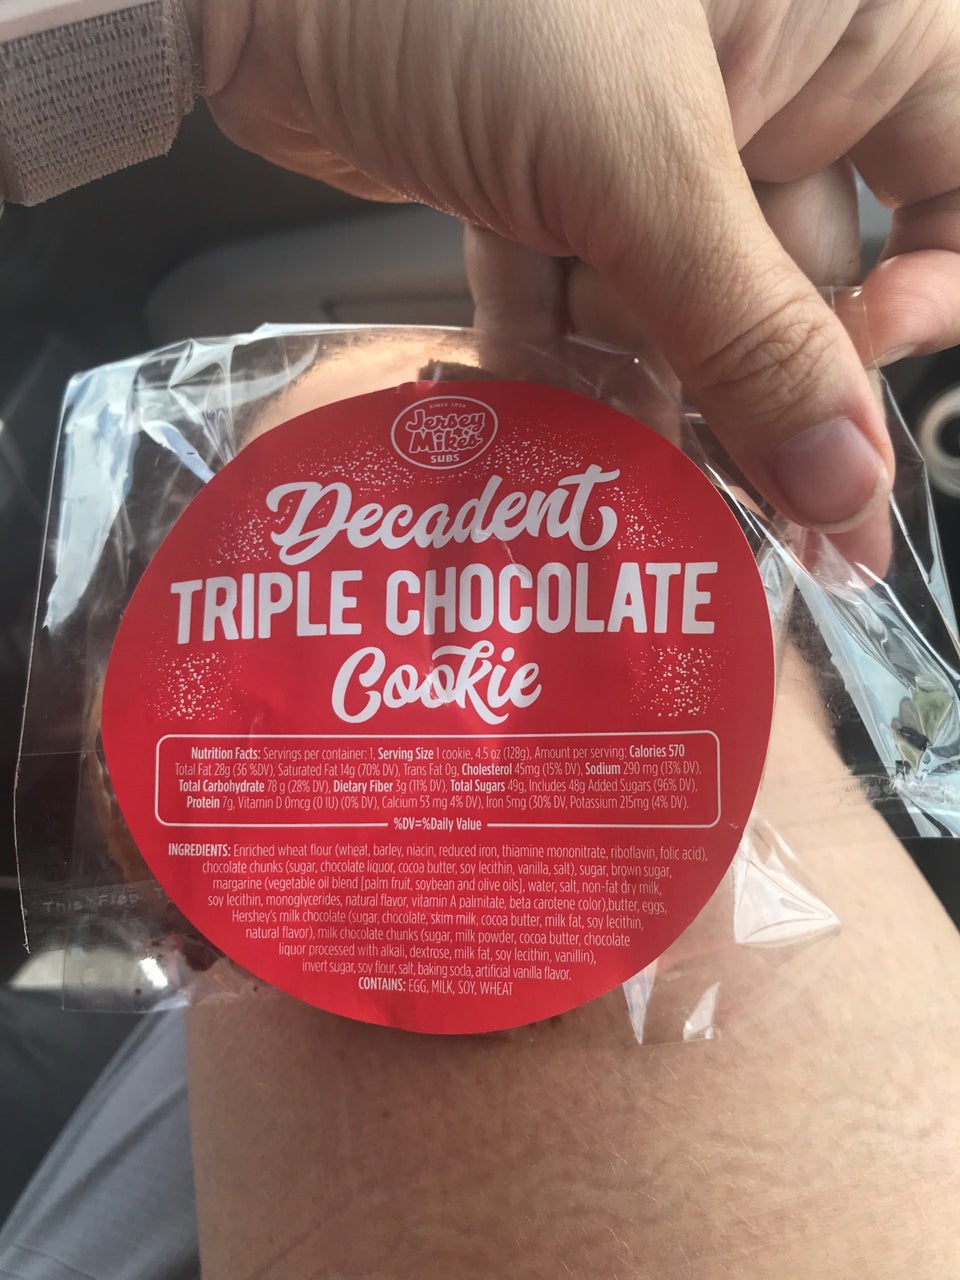 SINCE 1956
Jersey
Mike's
SUBS
Decadent
TRIPLE CHOCOLATE
Cookie
Nutrition Facts: Servings per container: 1, Serving Size 1 cookie, 4.5 oz (128g), Amount per serving: Calories 570
Total Fat 28g (36 %DV), Saturated Fat 14g (70% DV), Trans Fat 0g, Cholesterol 45mg (15% DV), Sodium 290 mg (13% DV),
Total Carbohydrate 78 g (28% DV), Dietary Fiber 3g (11% DV), Total Sugars 49g, Includes 48g Added Sugars (96% DV),
Protein 7g, Vitamin D 0mcg (0 IU) (0% DV), Calcium 53 mg 4% DV), Iron 5mg (30% DV, Potassium 215mg (4% DV).
%DV=%Daily Value
INGREDIENTS: Enriched wheat flour (wheat, barley, niacin, reduced iron, thiamine mononitrate, riboflavin, folic acid),
chocolate chunks (sugar, chocolate liquor, cocoa butter, soy lecithin, vanilla, salt), sugar, brown sugar,
margarine (vegetable oil blend [palm fruit, soybean and olive oils], water, salt, non-fat dry milk,
soy lecithin, monoglycerides, natural flavor, vitamin A palmitate, beta carotene color),butter, eggs,
Hershey's milk chocolate (sugar, chocolate, skim milk, cocoa butter, milk fat, soy lecithin,
natural flavor), milk chocolate chunks (sugar, milk powder, cocoa butter, chocolate
liquor processed with alkali, dextrose, milk fat, soy lecithin, vanillin),
invert sugar, soy flour, salt, baking soda, artificial vanilla flavor.
CONTAINS: EGG, MILK, SOY, WHEAT
This Flap